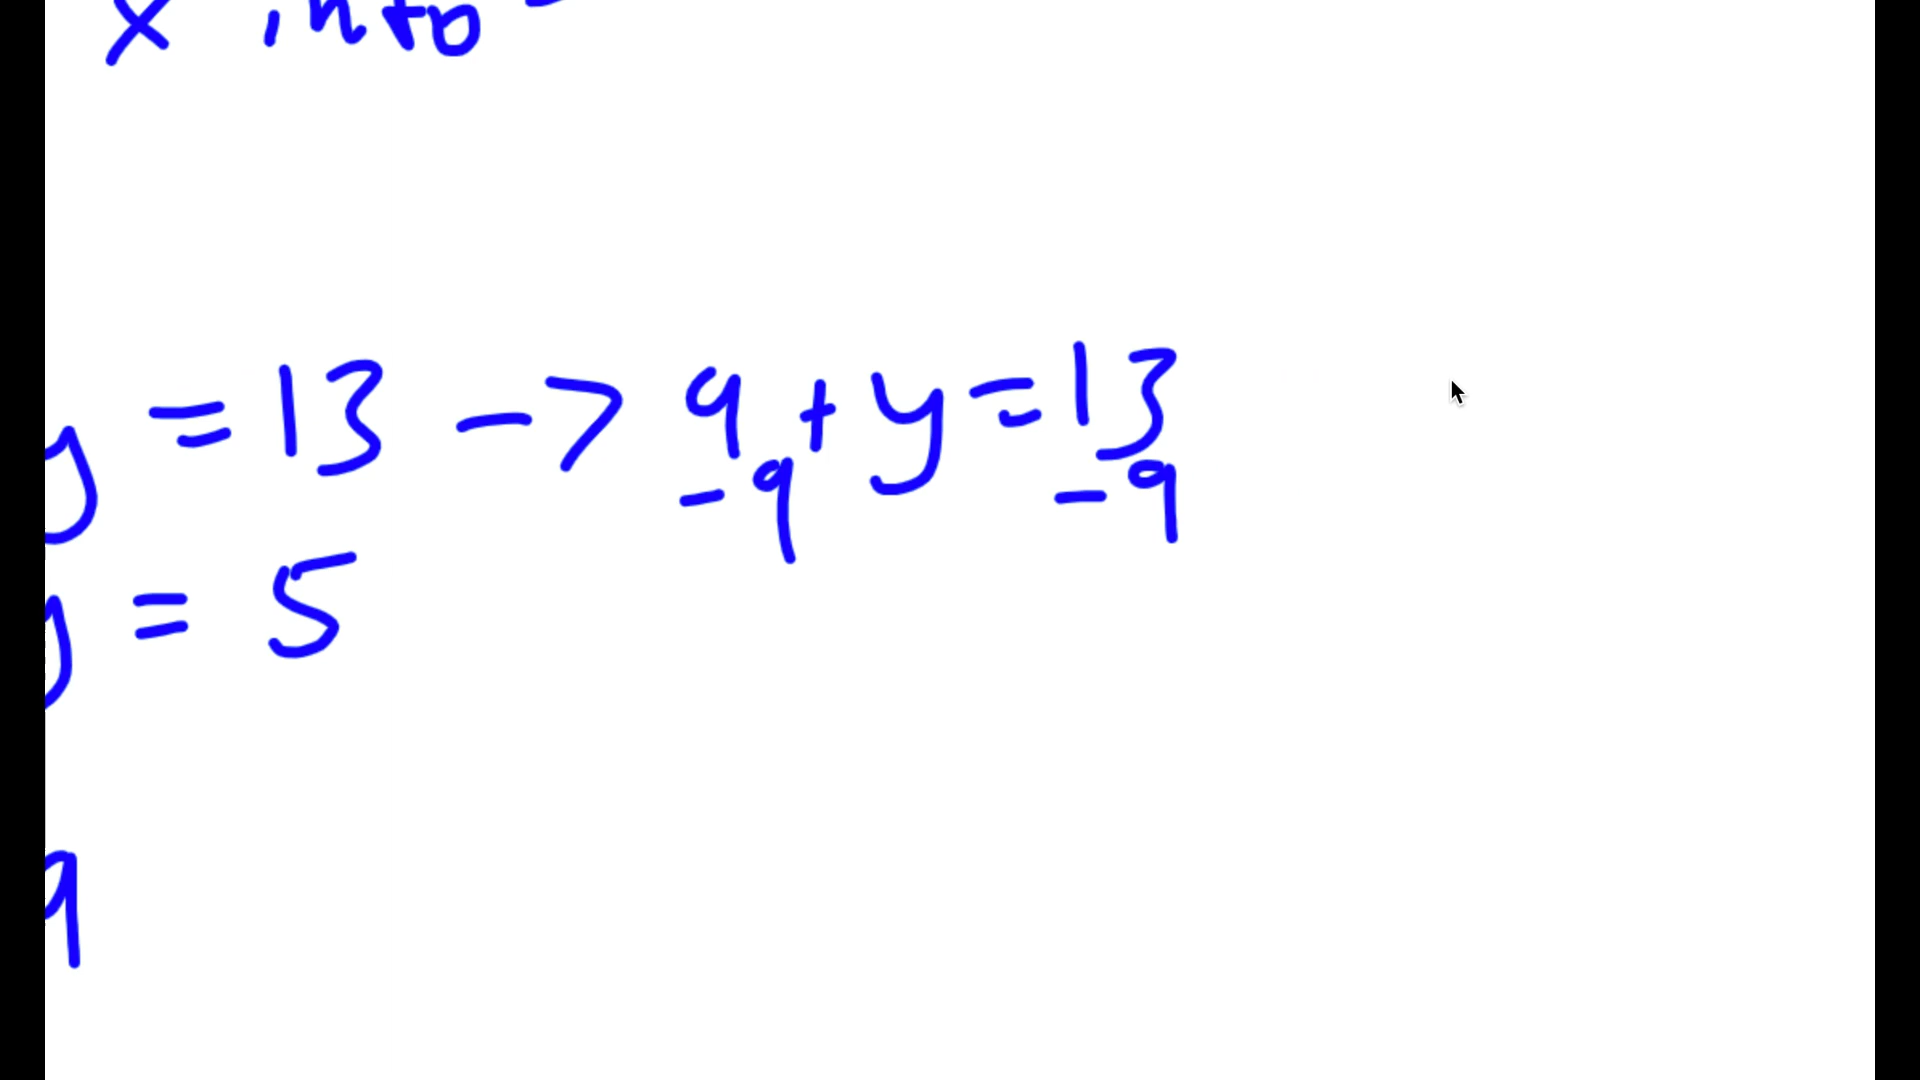 x into
y = 13 -> 9 + y = 13
-9 -9
y = 5
9